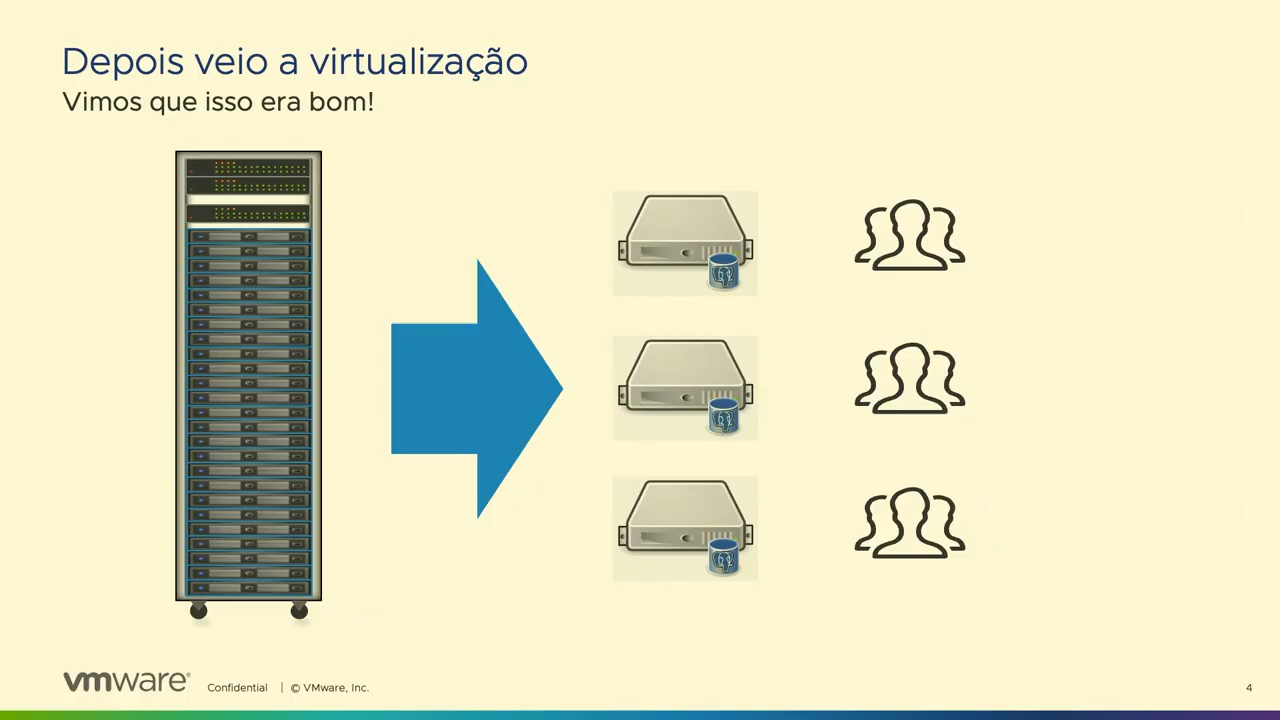 Depois veio a virtualização
Vimos que isso era bom!
vmware® Confidential | © VMware, Inc. 4